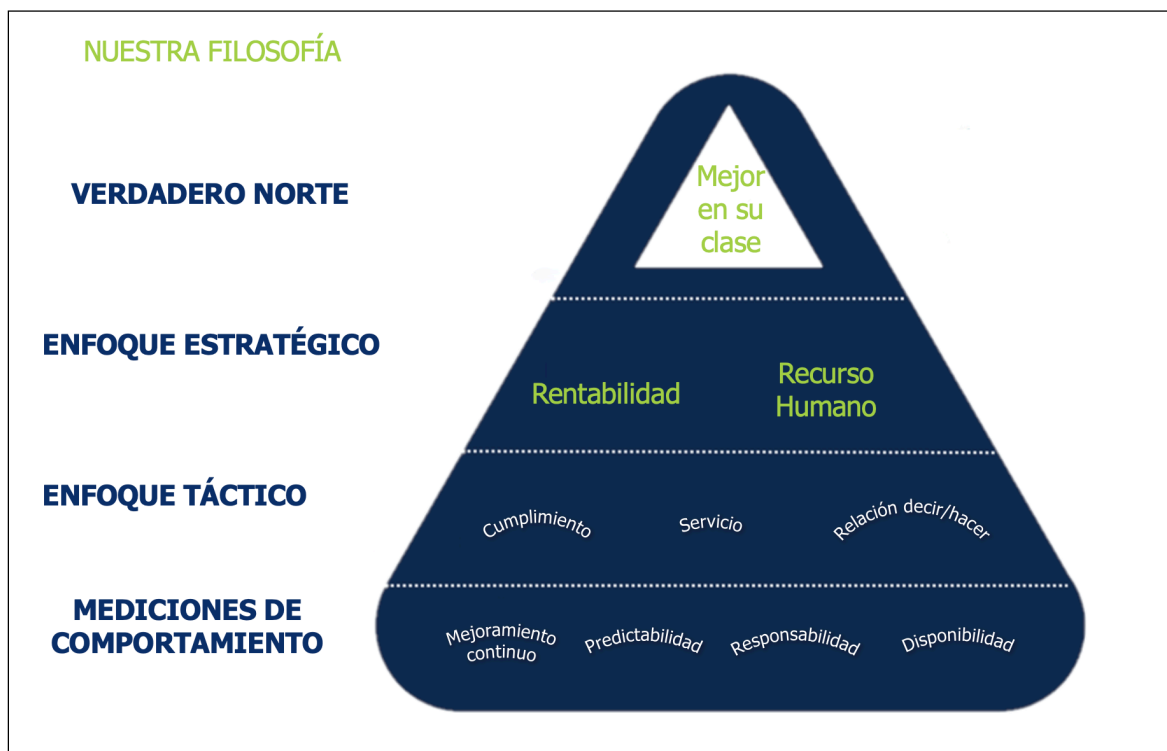 NUESTRA FILOSOFÍA
VERDADERO NORTE
Mejor
en su
clase
ENFOQUE ESTRATÉGICO
Rentabilidad
Recurso
Humano
ENFOQUE TÁCTICO
Cumplimiento
Servicio
Relación decir/hacer
MEDICIONES DE
COMPORTAMIENTO
Mejoramiento
continuo
Predictabilidad
Responsabilidad
Disponibilidad